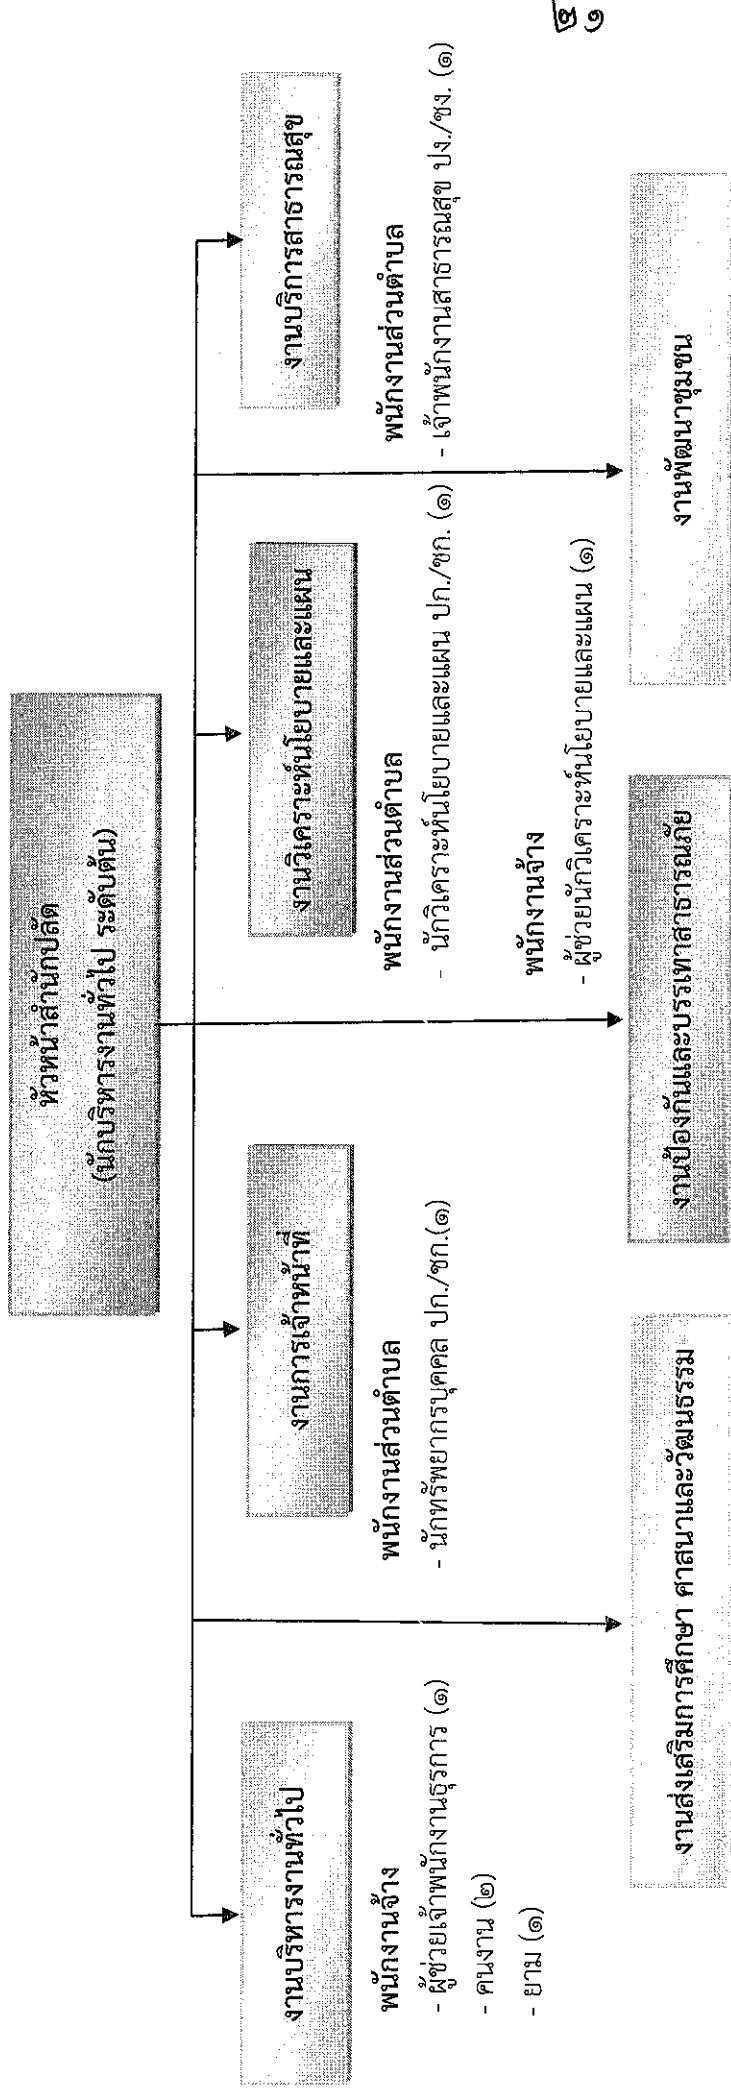 หัวหน้าสำนักปลัด
(นักบริหารงานทั่วไป ระดับต้น)
งานบริหารงานทั่วไป
พนักงานจ้าง
- ผู้ช่วยเจ้าพนักงานธุรการ (๑)
- คนงาน (๒)
- ยาม (๑)
งานการเจ้าหน้าที่
พนักงานส่วนตำบล
- นักทรัพยากรบุคคล ปก./ชก.(๑)
งานวิเคราะห์นโยบายและแผน
พนักงานส่วนตำบล
- นักวิเคราะห์นโยบายและแผน ปก./ชก. (๑)
พนักงานจ้าง
- ผู้ช่วยนักวิเคราะห์นโยบายและแผน (๑)
งานบริการสาธารณสุข
พนักงานส่วนตำบล
- เจ้าพนักงานสาธารณสุข ปง./ชง. (๑)
งานส่งเสริมการศึกษา ศาสนาและวัฒนธรรม
งานป้องกันและบรรเทาสาธารณภัย
งานพัฒนาชุมชน